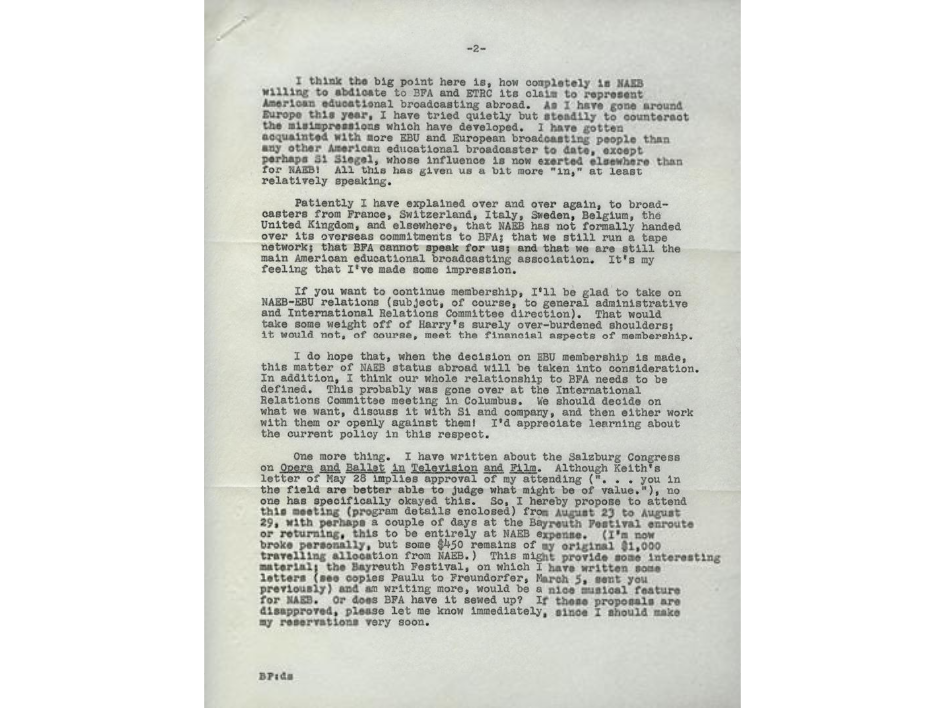 -2-
I think the big point here is, how completely is NAEB
willing to abdicate to BFA and ETRC its claim to represent
American educational broadcasting abroad. As I have gone around
Europe this year, I have tried quietly but steadily to counteract
the misimpressions which have developed. I have gotten
acquainted with more EBU and European broadcasting people than
any other American educational broadcaster to date, except
perhaps Si Siegel, whose influence is now exerted elsewhere than
for NAEB! All this has given us a bit more "in," at least
relatively speaking.
Patiently I have explained over and over again, to broad-
casters from France, Switzerland, Italy, Sweden, Belgium, the
United Kingdom, and elsewhere, that NAEB has not formally handed
over its overseas commitments to BFA; that we still run a tape
network; that BFA cannot speak for us; and that we are still the
main American educational broadcasting association. It's my
feeling that I've made some impression.
If you want to continue membership, I'll be glad to take on
NAEB-EBU relations (subject, of course, to general administrative
and International Relations Committee direction). That would
take some weight off of Harry's surely over-burdened shoulders;
it would not, of course, meet the financial aspects of membership.
I do hope that, when the decision on EBU membership is made,
this matter of NAEB status abroad will be taken into consideration.
In addition, I think our whole relationship to BFA needs to be
defined. This probably was gone over at the International
Relations Committee meeting in Columbus. We should decide on
what we want, discuss it with Si and company, and then either work
with them or openly against them! I'd appreciate learning about
the current policy in this respect.
One more thing. I have written about the Salzburg Congress
on Opera and Ballet in Television and Film. Although Keith's
letter of May 28 implies approval of my attending (". . . you in
the field are better able to judge what might be of value."), no
one has specifically okayed this. So, I hereby propose to attend
this meeting (program details enclosed) from August 23 to August
29, with perhaps a couple of days at the Bayreuth Festival enroute
or returning, this to be entirely at NAEB expense. (I'm now
broke personally, but some $450 remains of my original $1,000
travelling allocation from NAEB.) This might provide some interesting
material; the Bayreuth Festival, on which I have written some
letters (see copies Paulu to Freundorfer, March 5, sent you
previously) and am writing more, would be a nice musical feature
for NAEB. Or does BFA have it sewed up? If these proposals are
disapproved, please let me know immediately, since I should make
my reservations very soon.
BP:ds